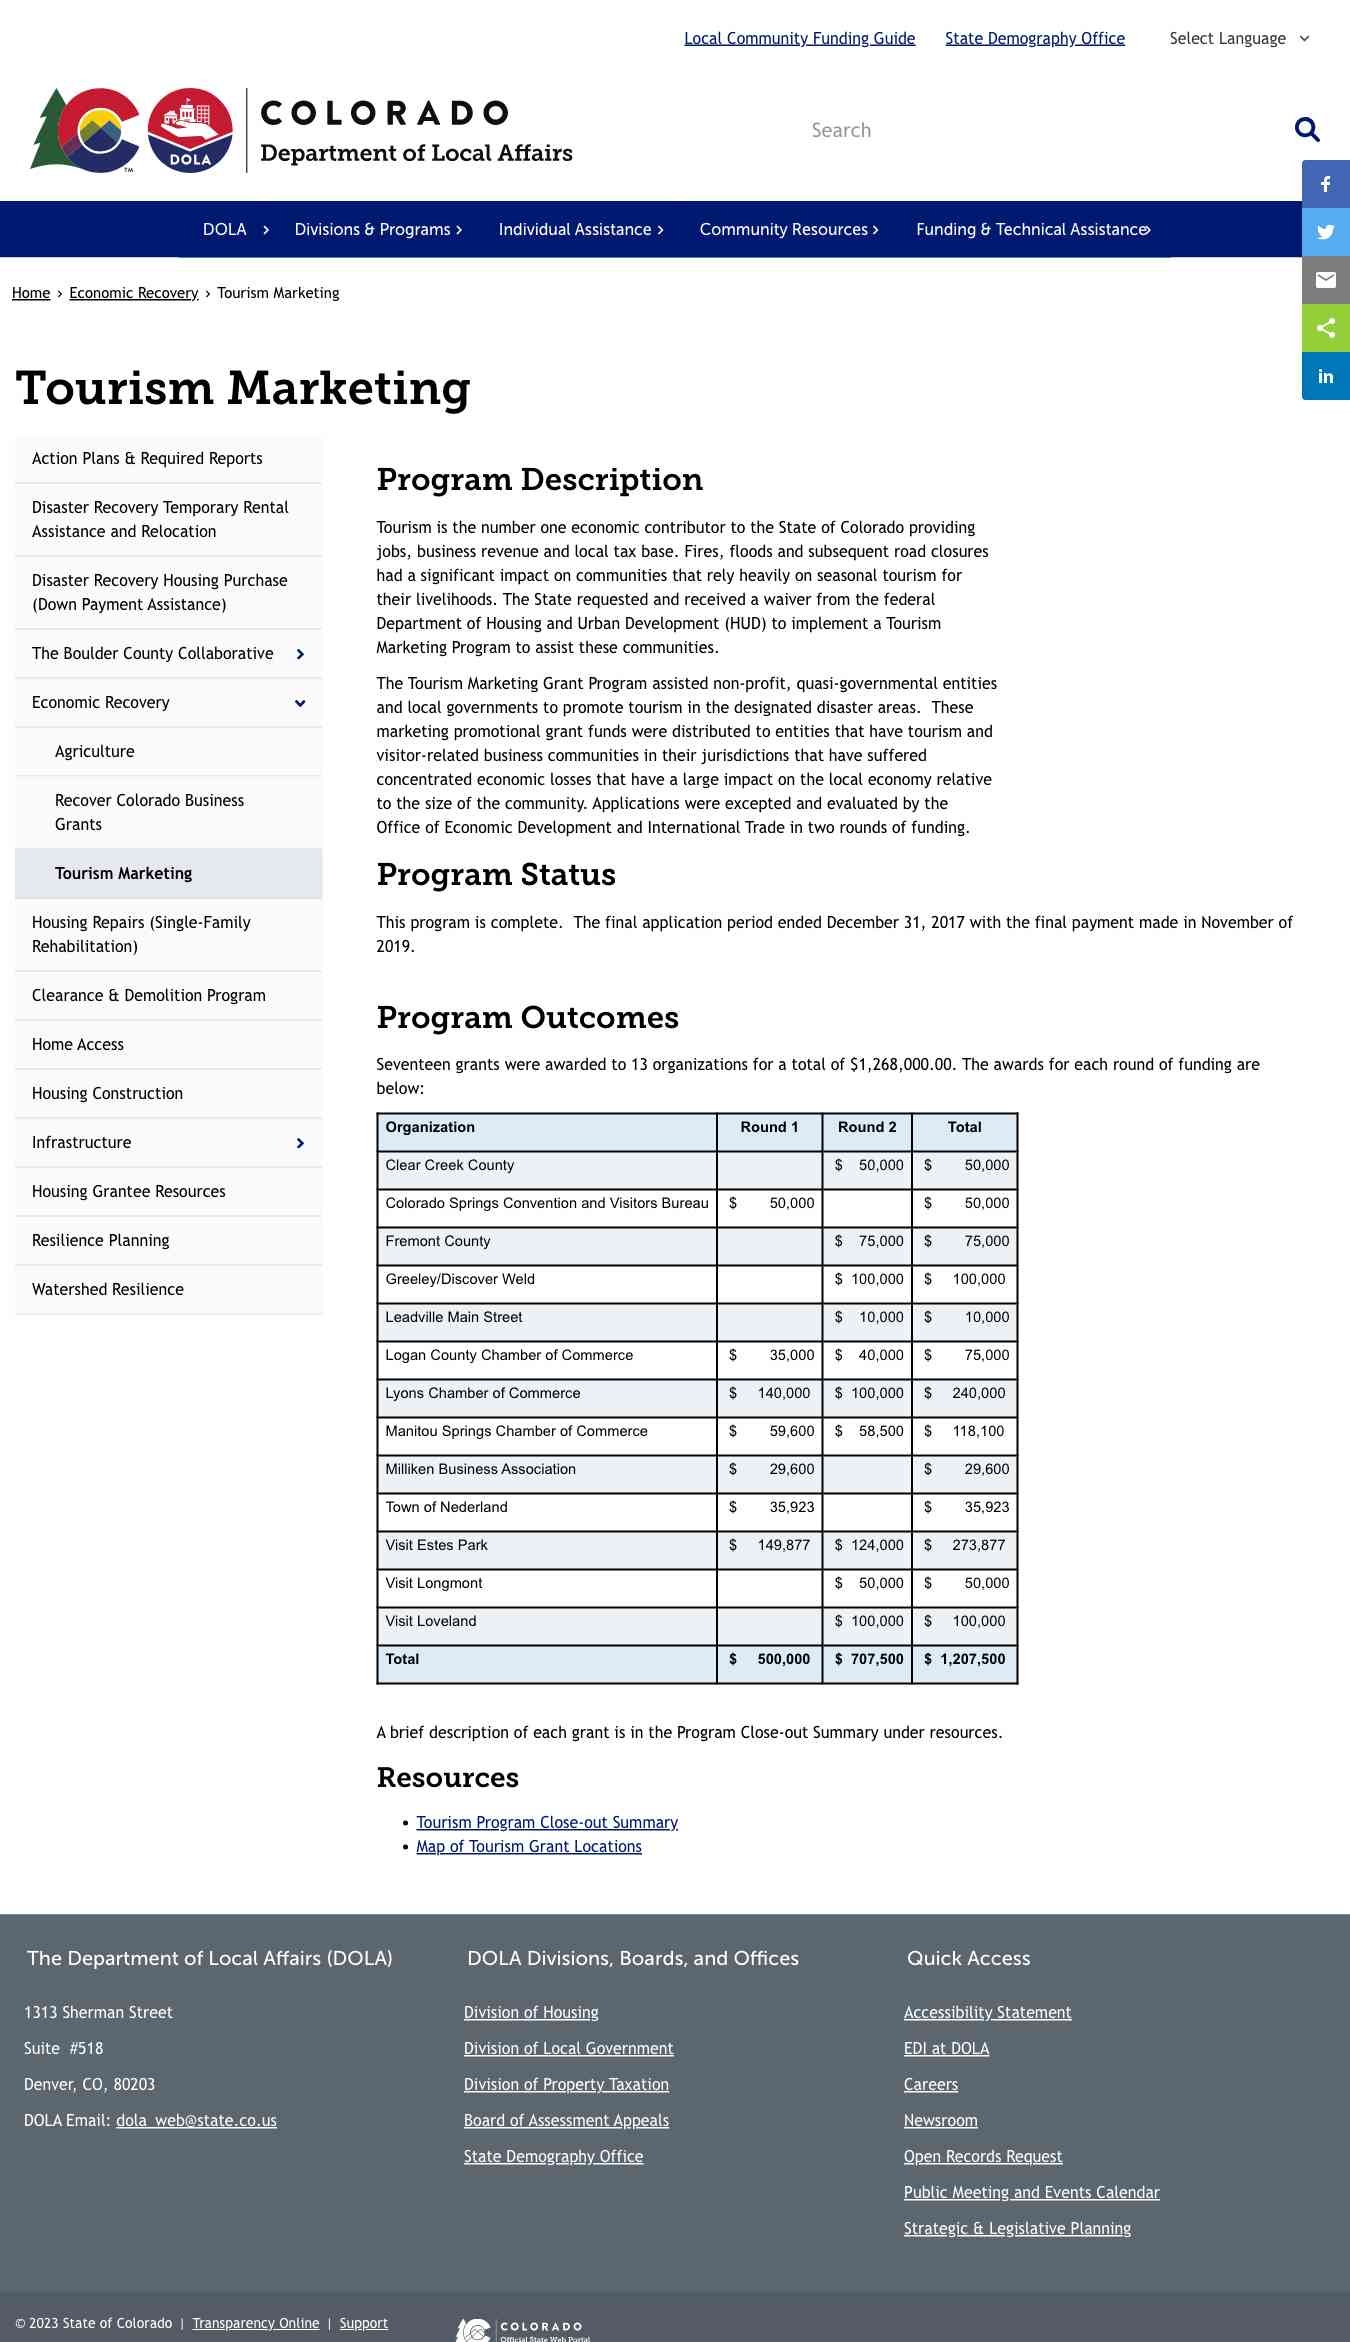 Local Community Funding Guide State Demography Office Select Language
COLORADO
Department of Local Affairs
DOLA
TM
Search
DOLA Divisions & Programs Individual Assistance Community Resources Funding & Technical Assistance
Home › Economic Recovery › Tourism Marketing
Tourism Marketing
Action Plans & Required Reports
Disaster Recovery Temporary Rental
Assistance and Relocation
Disaster Recovery Housing Purchase
(Down Payment Assistance)
The Boulder County Collaborative
Economic Recovery
Agriculture
Recover Colorado Business
Grants
Tourism Marketing
Housing Repairs (Single-Family
Rehabilitation)
Clearance & Demolition Program
Home Access
Housing Construction
Infrastructure
Housing Grantee Resources
Resilience Planning
Watershed Resilience
Program Description
Tourism is the number one economic contributor to the State of Colorado providing
jobs, business revenue and local tax base. Fires, floods and subsequent road closures
had a significant impact on communities that rely heavily on seasonal tourism for
their livelihoods. The State requested and received a waiver from the federal
Department of Housing and Urban Development (HUD) to implement a Tourism
Marketing Program to assist these communities.
The Tourism Marketing Grant Program assisted non-profit, quasi-governmental entities
and local governments to promote tourism in the designated disaster areas.  These
marketing promotional grant funds were distributed to entities that have tourism and
visitor-related business communities in their jurisdictions that have suffered
concentrated economic losses that have a large impact on the local economy relative
to the size of the community. Applications were excepted and evaluated by the
Office of Economic Development and International Trade in two rounds of funding.
Program Status
This program is complete.  The final application period ended December 31, 2017 with the final payment made in November of
2019.
Program Outcomes
Seventeen grants were awarded to 13 organizations for a total of $1,268,000.00. The awards for each round of funding are
below:
Organization Round 1 Round 2 Total
Clear Creek County $ 50,000 $ 50,000
Colorado Springs Convention and Visitors Bureau $ 50,000 $ 50,000
Fremont County $ 75,000 $ 75,000
Greeley/Discover Weld $ 100,000 $ 100,000
Leadville Main Street $ 10,000 $ 10,000
Logan County Chamber of Commerce $ 35,000 $ 40,000 $ 75,000
Lyons Chamber of Commerce $ 140,000 $ 100,000 $ 240,000
Manitou Springs Chamber of Commerce $ 59,600 $ 58,500 $ 118,100
Milliken Business Association $ 29,600 $ 29,600
Town of Nederland $ 35,923 $ 35,923
Visit Estes Park $ 149,877 $ 124,000 $ 273,877
Visit Longmont $ 50,000 $ 50,000
Visit Loveland $ 100,000 $ 100,000
Total $ 500,000 $ 707,500 $ 1,207,500
A brief description of each grant is in the Program Close-out Summary under resources.
Resources
• Tourism Program Close-out Summary
• Map of Tourism Grant Locations
The Department of Local Affairs (DOLA)
1313 Sherman Street
Suite  #518
Denver, CO, 80203
DOLA Email: dola_web@state.co.us
DOLA Divisions, Boards, and Offices
Division of Housing
Division of Local Government
Division of Property Taxation
Board of Assessment Appeals
State Demography Office
Quick Access
Accessibility Statement
EDI at DOLA
Careers
Newsroom
Open Records Request
Public Meeting and Events Calendar
Strategic & Legislative Planning
© 2023 State of Colorado | Transparency Online | Support
COLORADO
Official State Web Portal